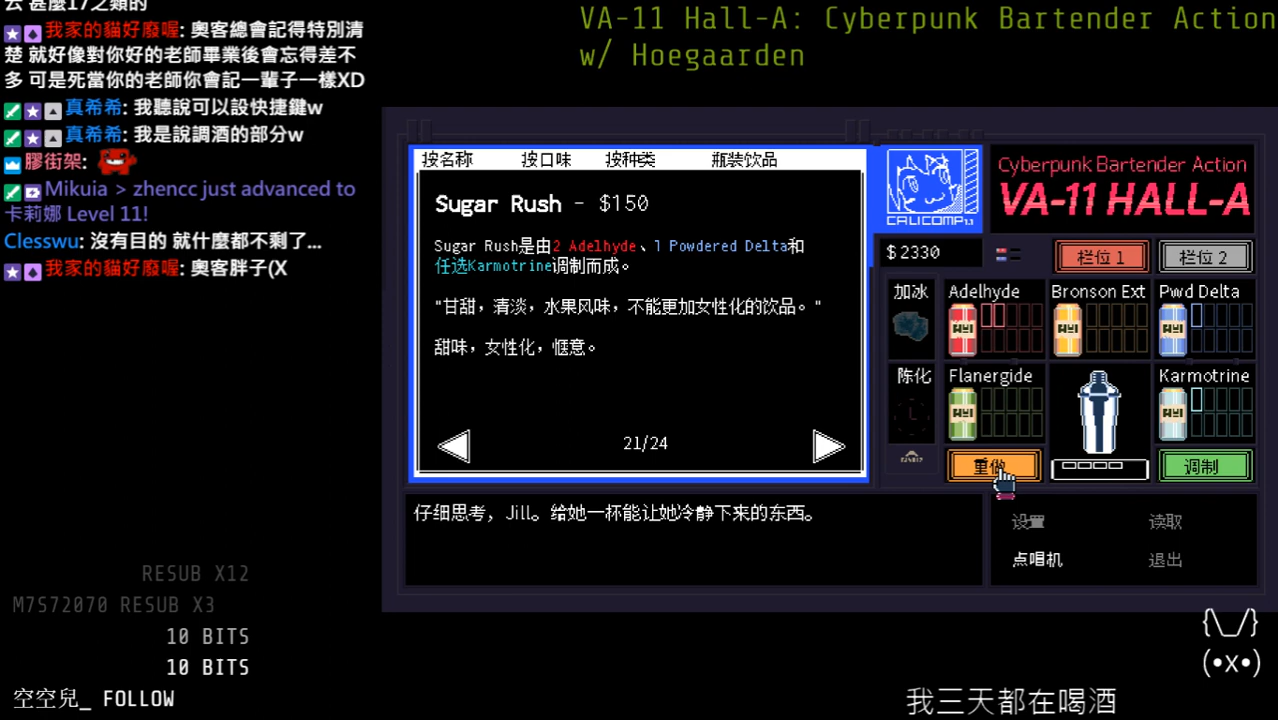 云 甚麼17之類的
我家的貓好廢喔: 奧客總會記得特別清
楚 就好像對你好的老師畢業後會忘得差不
多 可是死當你的老師你會記一輩子一樣XD
真希希: 我聽說可以設快捷鍵w
真希希: 我是說調酒的部分w
膠街架:
Mikuia > zhencc just advanced to
卡莉娜 Level 11!
Clesswu: 沒有目的 就什麼都不剩了...
我家的貓好廢喔: 奧客胖子(X
RESUB X12
M7S72070 RESUB X3
10 BITS
10 BITS
空空兒_ FOLLOW
VA-11 Hall-A: Cyberpunk Bartender Action
w/ Hoegaarden
按名称 按口味 按种类 瓶装饮品
Sugar Rush - $150
Sugar Rush是由2 Adelhyde、1 Powdered Delta和
任选Karmotrine调制而成。
"甘甜，清淡，水果风味，不能更加女性化的饮品。"
甜味，女性化，惬意。
21/24
仔细思考，Jill。给她一杯能让她冷静下来的东西。
CALICOMP
Cyberpunk Bartender Action
VA-11 HALL-A
$2330
栏位1 栏位2
加冰 Adelhyde Bronson Ext Pwd Delta
陈化 Flanergide Karmotrine
重做 调制
设置 读取
点唱机 退出
{\_/}
(•x•)
我三天都在喝酒